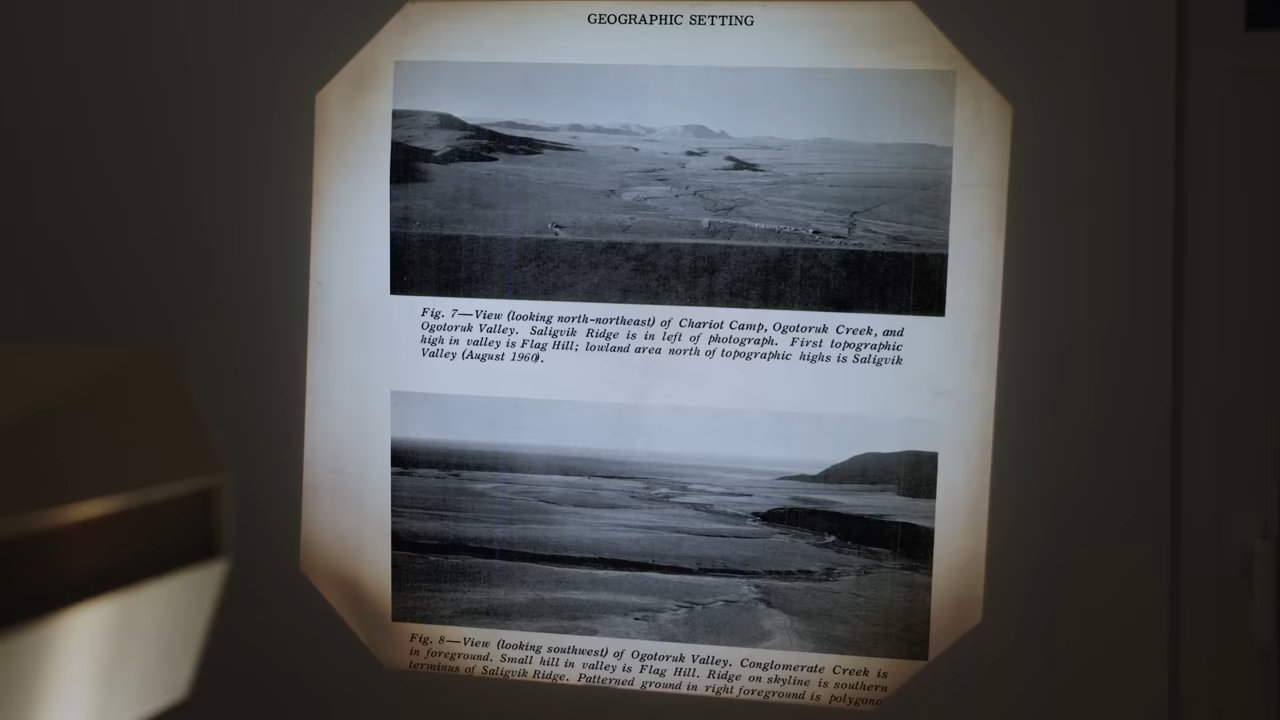 GEOGRAPHIC SETTING
Fig. 7—View (looking north-northeast) of Chariot Camp, Ogotoruk Creek, and
Ogotoruk Valley. Saligvik Ridge is in left of photograph. First topographic
high in valley is Flag Hill; lowland area north of topographic highs is Saligvik
Valley (August 1960).
Fig. 8—View (looking southwest) of Ogotoruk Valley. Conglomerate Creek is
in foreground. Small hill in valley is Flag Hill. Ridge on skyline is southern
terminus of Saligvik Ridge. Patterned ground in right foreground is